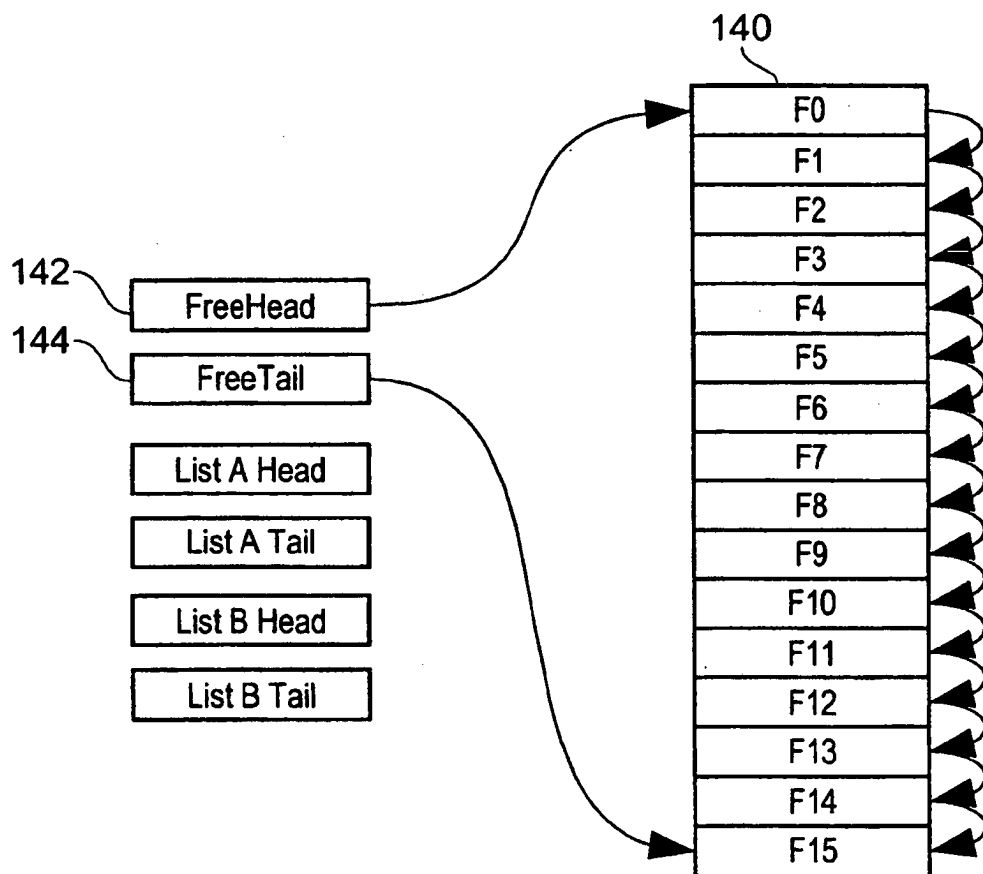 140
F0
F1
F2
F3
F4
F5
F6
F7
F8
F9
F10
F11
F12
F13
F14
F15
142
FreeHead
144
FreeTail
List A Head
List A Tail
List B Head
List B Tail